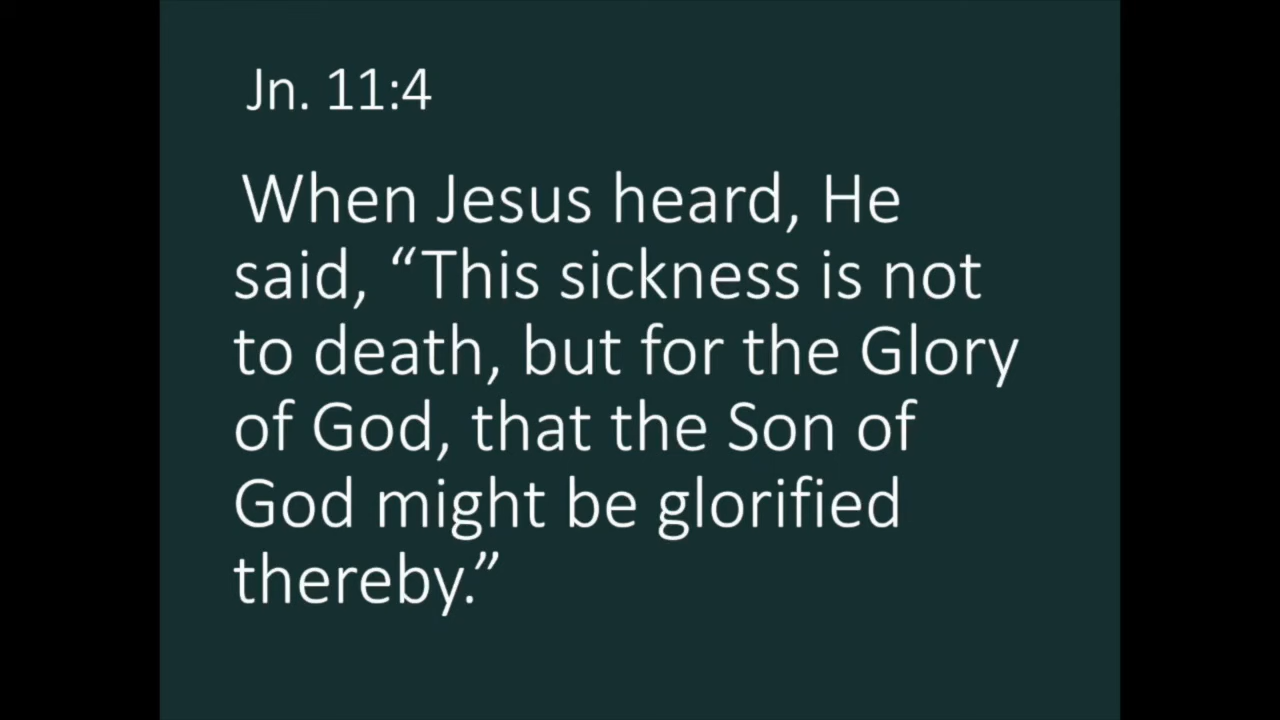 Jn. 11:4
When Jesus heard, He
said, “This sickness is not
to death, but for the Glory
of God, that the Son of
God might be glorified
thereby.”